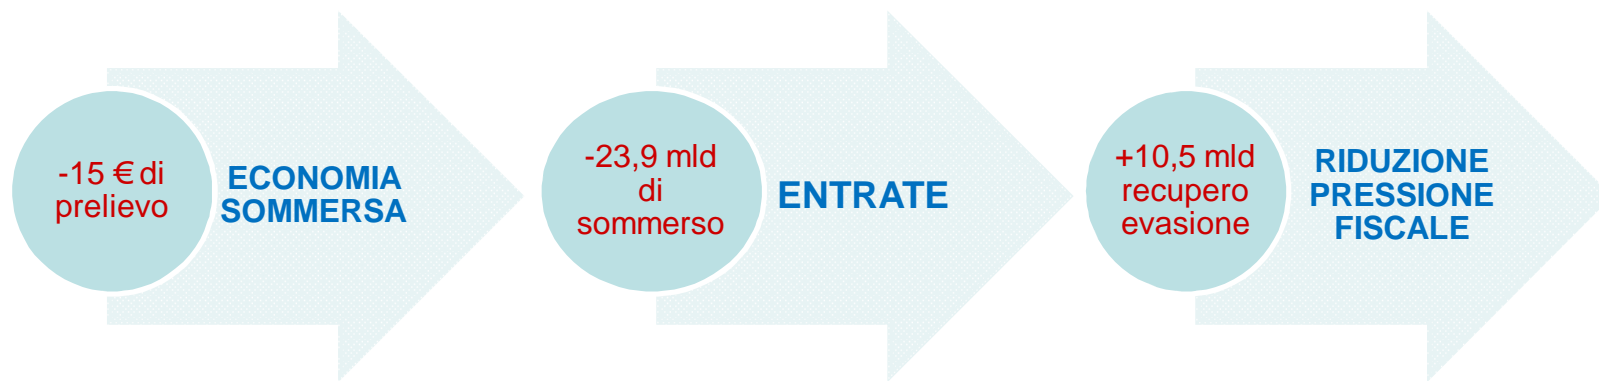 -15 € di
prelievo
ECONOMIA
SOMMERSA
-23,9 mld
di
sommerso
ENTRATE
+10,5 mld
recupero
evasione
RIDUZIONE
PRESSIONE
FISCALE